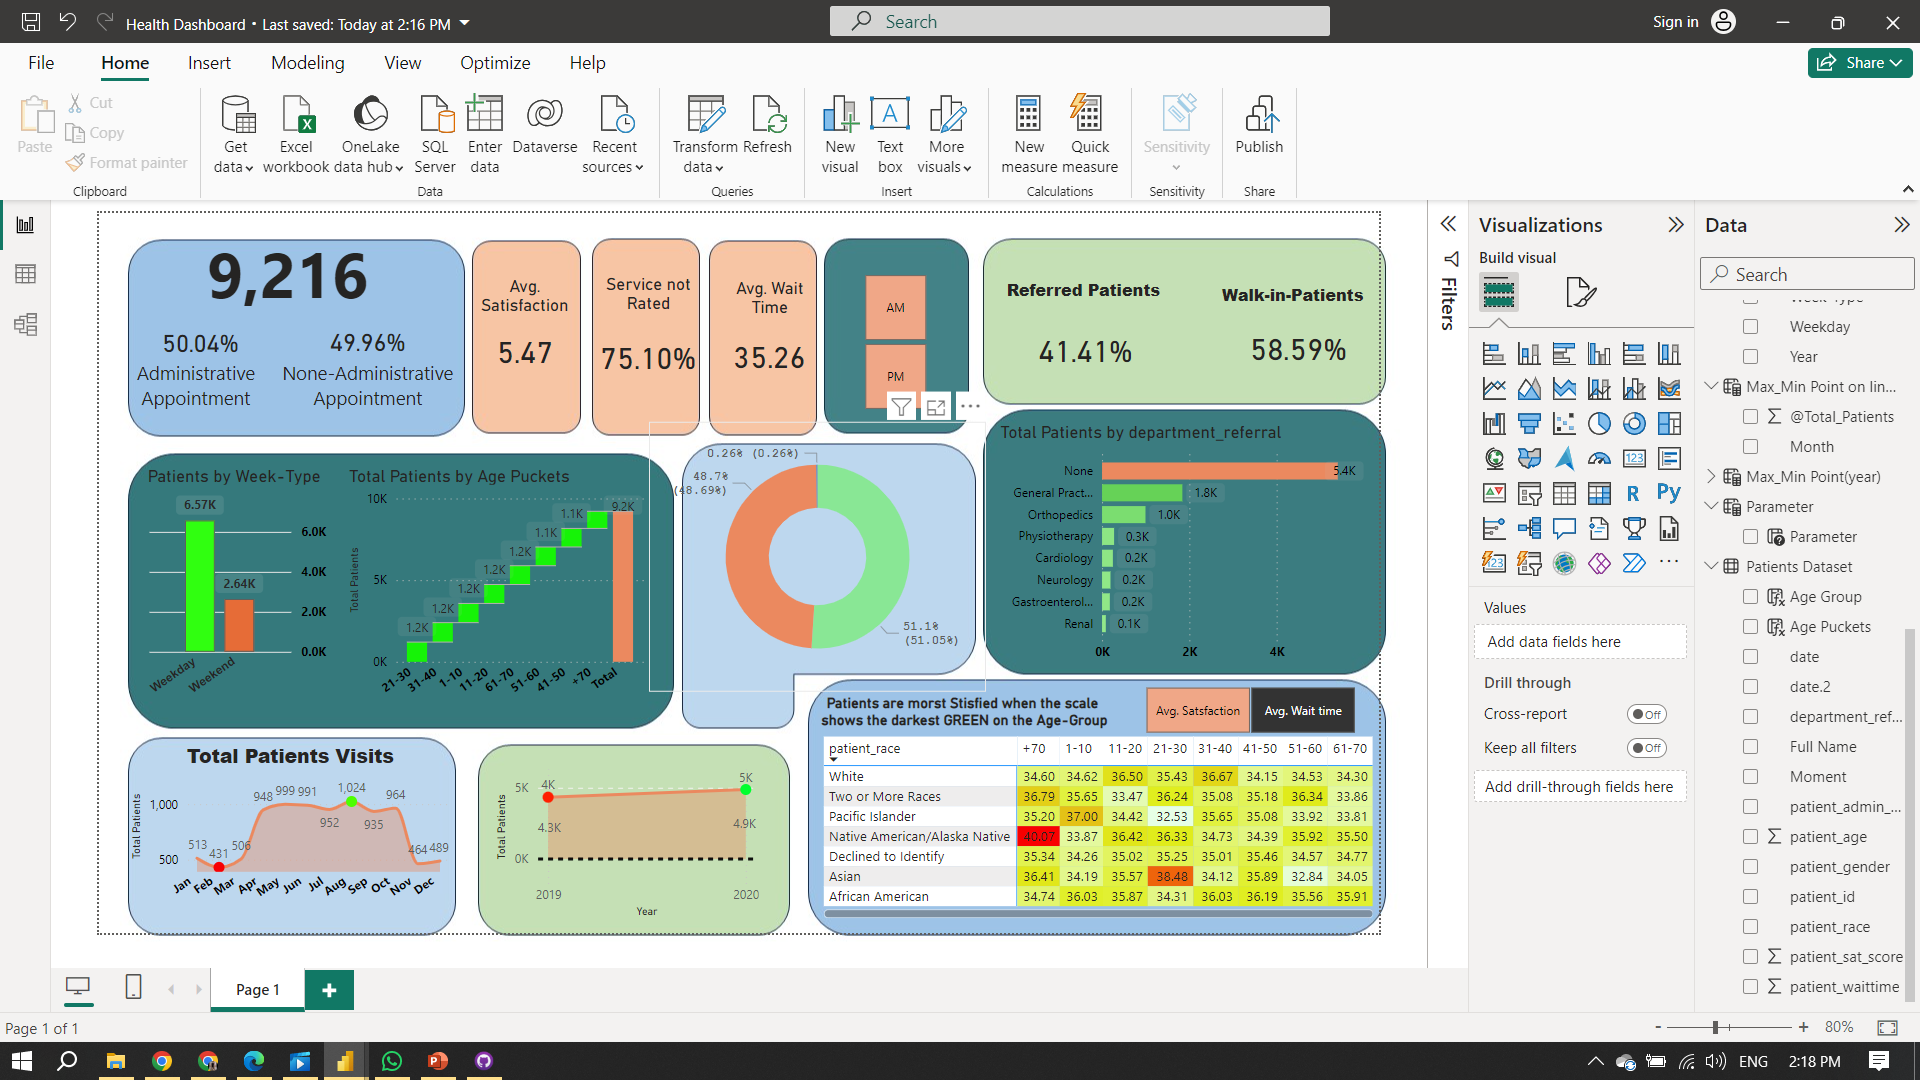 Health Dashboard • Last saved: Today at 2:16 PM
Search
Sign in
File
Home
Insert
Modeling
View
Optimize
Help
Share
Paste
Cut
Copy
Format painter
Clipboard
Get data
Excel workbook
OneLake data hub
SQL Server
Enter data
Dataverse
Recent sources
Data
Transform data
Refresh
Queries
New visual
Text box
More visuals
Insert
New measure
Quick measure
Calculations
Sensitivity
Sensitivity
Publish
Share
9,216
50.04%
Administrative
Appointment
49.96%
None-Administrative
Appointment
Avg.
Satisfaction
5.47
Service not
Rated
75.10%
Avg. Wait
Time
35.26
AM
PM
Referred Patients
41.41%
Walk-in-Patients
58.59%
Patients by Week-Type
6.57K
2.64K
6.0K
4.0K
2.0K
0.0K
Weekday
Weekend
Total Patients by Age Puckets
Total Patients
10K
5K
0K
1.2K
1.2K
1.2K
1.2K
1.2K
1.1K
1.1K
9.2K
21-30
31-40
1-10
11-20
61-70
51-60
41-50
+70
Total
0.26% (0.26%)
48.7%
(48.69%)
51.1%
(51.05%)
Total Patients by department_referral
None
5.4K
General Pract...
1.8K
Orthopedics
1.0K
Physiotherapy
0.3K
Cardiology
0.2K
Neurology
0.2K
Gastroenterol...
0.2K
Renal
0.1K
0K
2K
4K
Total Patients Visits
Total Patients
1,000
500
513
431
506
948
999
991
952
1,024
935
964
464
489
Jan
Feb
Mar
Apr
May
Jun
Jul
Aug
Sep
Oct
Nov
Dec
Total Patients
5K
0K
4K
5K
4.3K
4.9K
2019
2020
Year
Patients are morst Stisfied when the scale
shows the darkest GREEN on the Age-Group
Avg. Satsfaction
Avg. Wait time
patient_race +70 1-10 11-20 21-30 31-40 41-50 51-60 61-70
White 34.60 34.62 36.50 35.43 36.67 34.15 34.53 34.30
Two or More Races 36.79 35.65 33.47 36.24 35.08 35.18 36.34 33.86
Pacific Islander 35.20 37.00 34.42 32.53 35.65 35.08 33.92 33.81
Native American/Alaska Native 40.07 33.87 36.42 36.33 34.73 34.39 35.92 35.50
Declined to Identify 35.34 34.26 35.02 35.25 35.01 35.46 34.57 34.77
Asian 36.41 34.19 35.57 38.48 34.12 35.89 32.84 34.05
African American 34.74 36.03 35.87 34.31 36.03 36.19 35.56 35.91
Filters
Visualizations
Build visual
123
R
Py
123
Values
Add data fields here
Drill through
Cross-report
Off
Keep all filters
Off
Add drill-through fields here
Data
Search
Weekday
Year
Max_Min Point on lin...
@Total_Patients
Month
Max_Min Point(year)
Parameter
Parameter
Patients Dataset
Age Group
Age Puckets
date
date.2
department_ref...
Full Name
Moment
patient_admin_...
patient_age
patient_gender
patient_id
patient_race
patient_sat_score
patient_waittime
Page 1
Page 1 of 1
- + 80%
ENG
2:18 PM